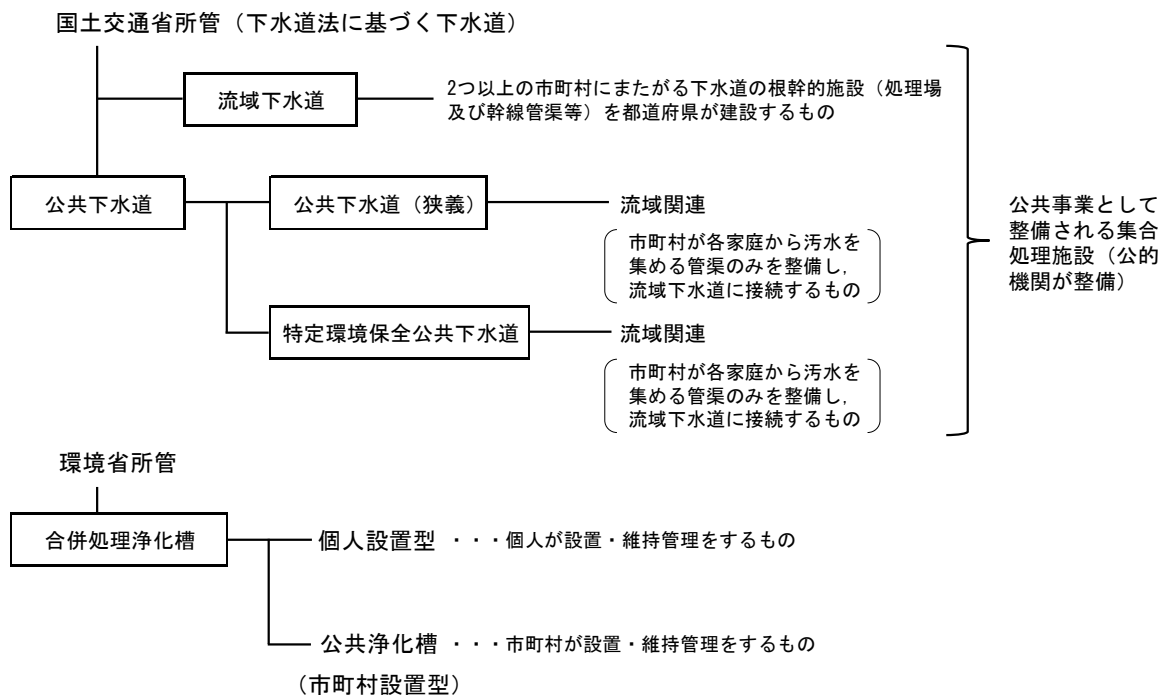 国土交通省所管（下水道法に基づく下水道）
流域下水道
2つ以上の市町村にまたがる下水道の根幹的施設（処理場
及び幹線管渠等）を都道府県が建設するもの
公共下水道
公共下水道（狭義）
流域関連
市町村が各家庭から汚水を
集める管渠のみを整備し，
流域下水道に接続するもの
特定環境保全公共下水道
流域関連
市町村が各家庭から汚水を
集める管渠のみを整備し，
流域下水道に接続するもの
公共事業として
整備される集合
処理施設（公的
機関が整備）
環境省所管
合併処理浄化槽
個人設置型 ・・・個人が設置・維持管理をするもの
公共浄化槽 ・・・市町村が設置・維持管理をするもの
（市町村設置型）